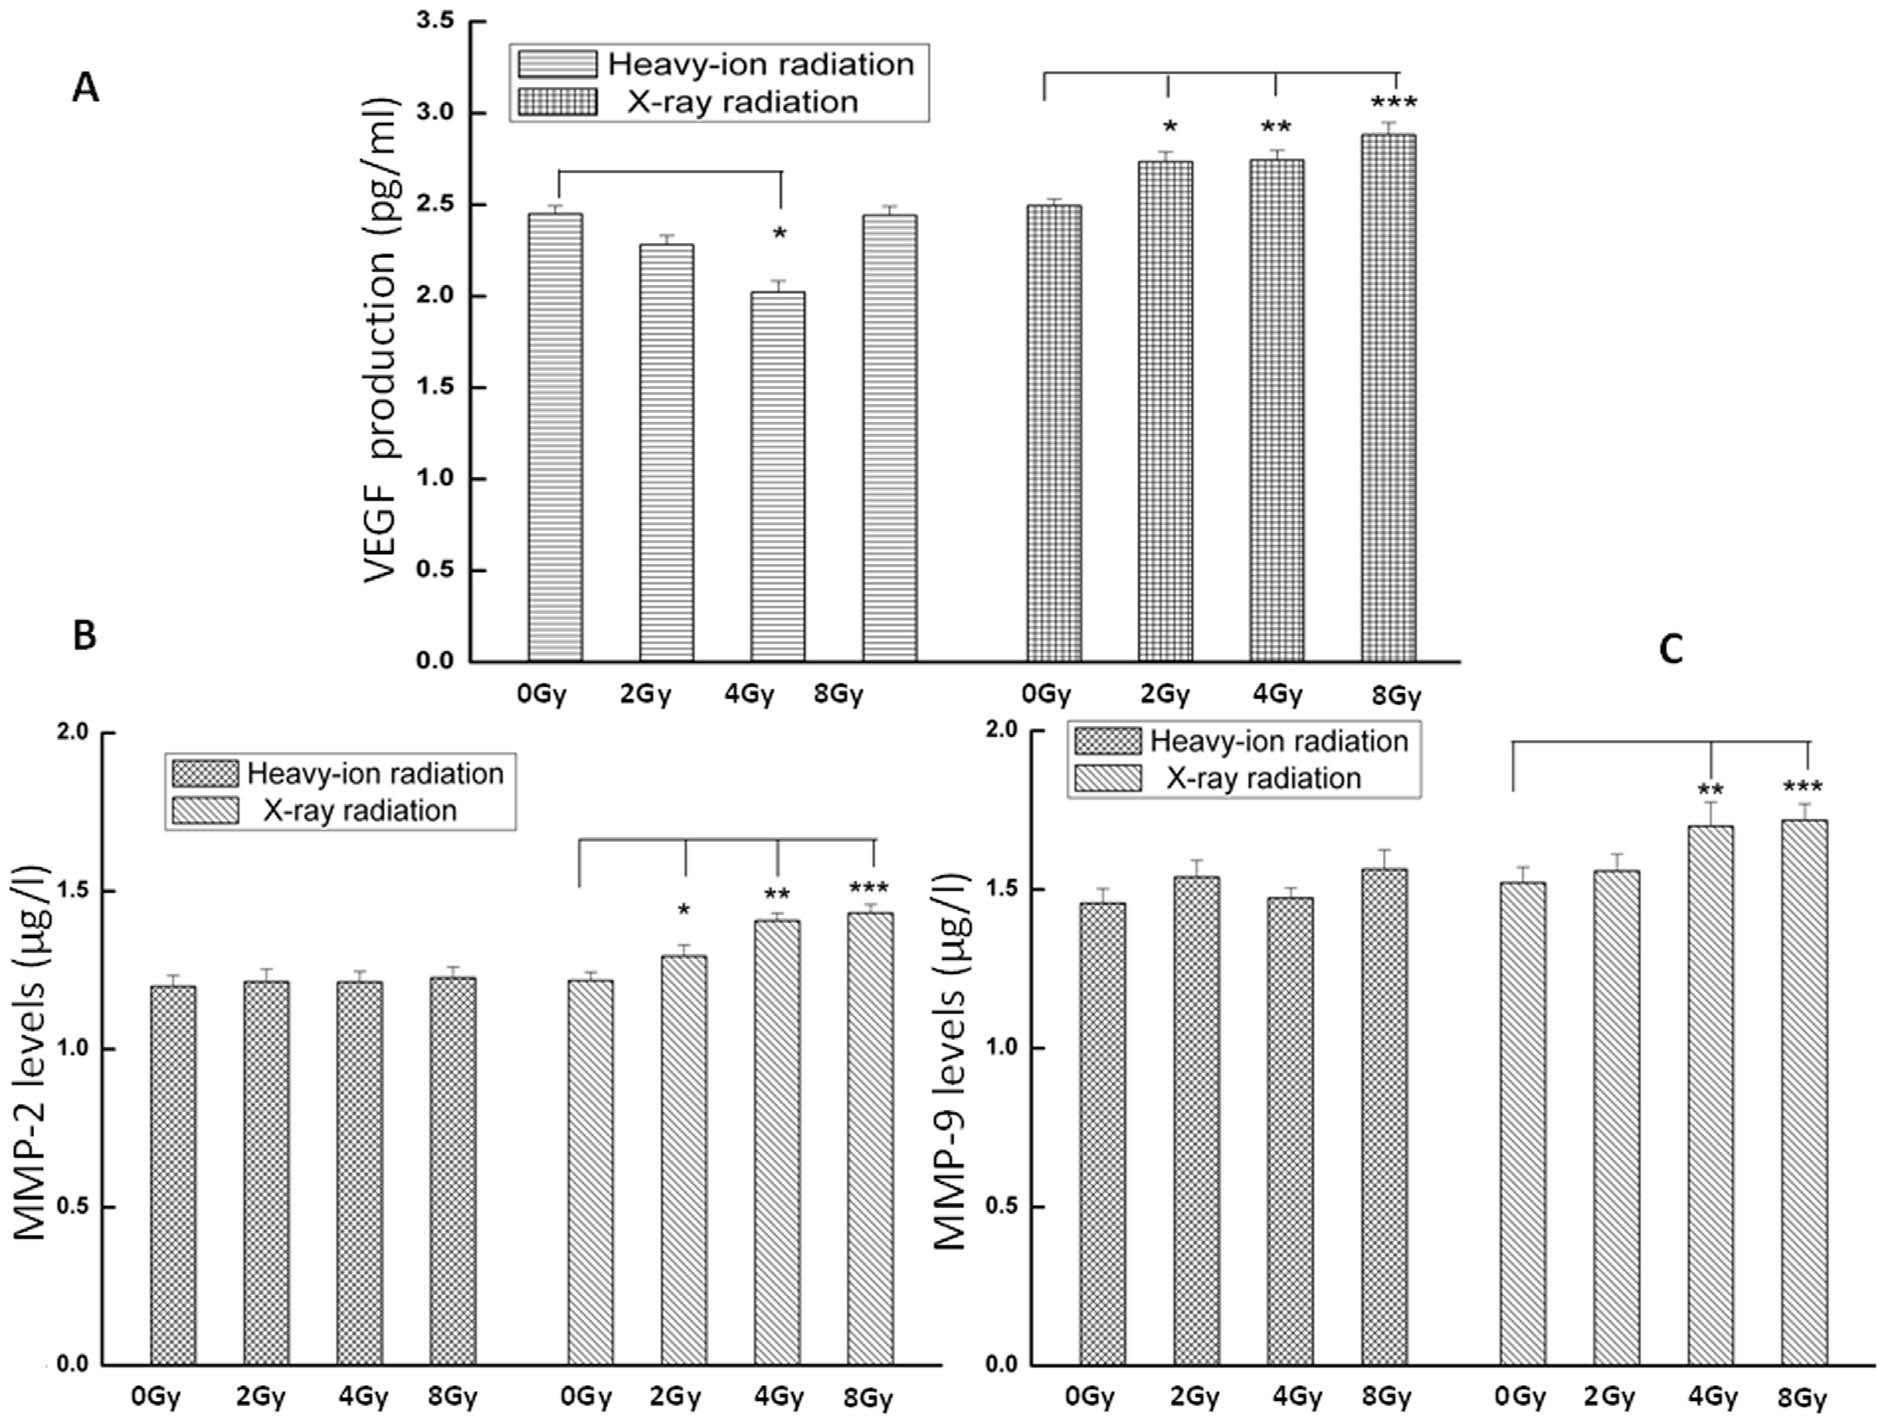 A
VEGF production (pg/ml)
3.5
3.0
2.5
2.0
1.5
1.0
0.5
0.0
Heavy-ion radiation
X-ray radiation
*
*
**
***
0Gy 2Gy 4Gy 8Gy 0Gy 2Gy 4Gy 8Gy
B
MMP-2 levels (µg/l)
2.0
1.5
1.0
0.5
0.0
Heavy-ion radiation
X-ray radiation
*
**
***
0Gy 2Gy 4Gy 8Gy 0Gy 2Gy 4Gy 8Gy
C
MMP-9 levels (µg/l)
2.0
1.5
1.0
0.5
0.0
Heavy-ion radiation
X-ray radiation
**
***
0Gy 2Gy 4Gy 8Gy 0Gy 2Gy 4Gy 8Gy